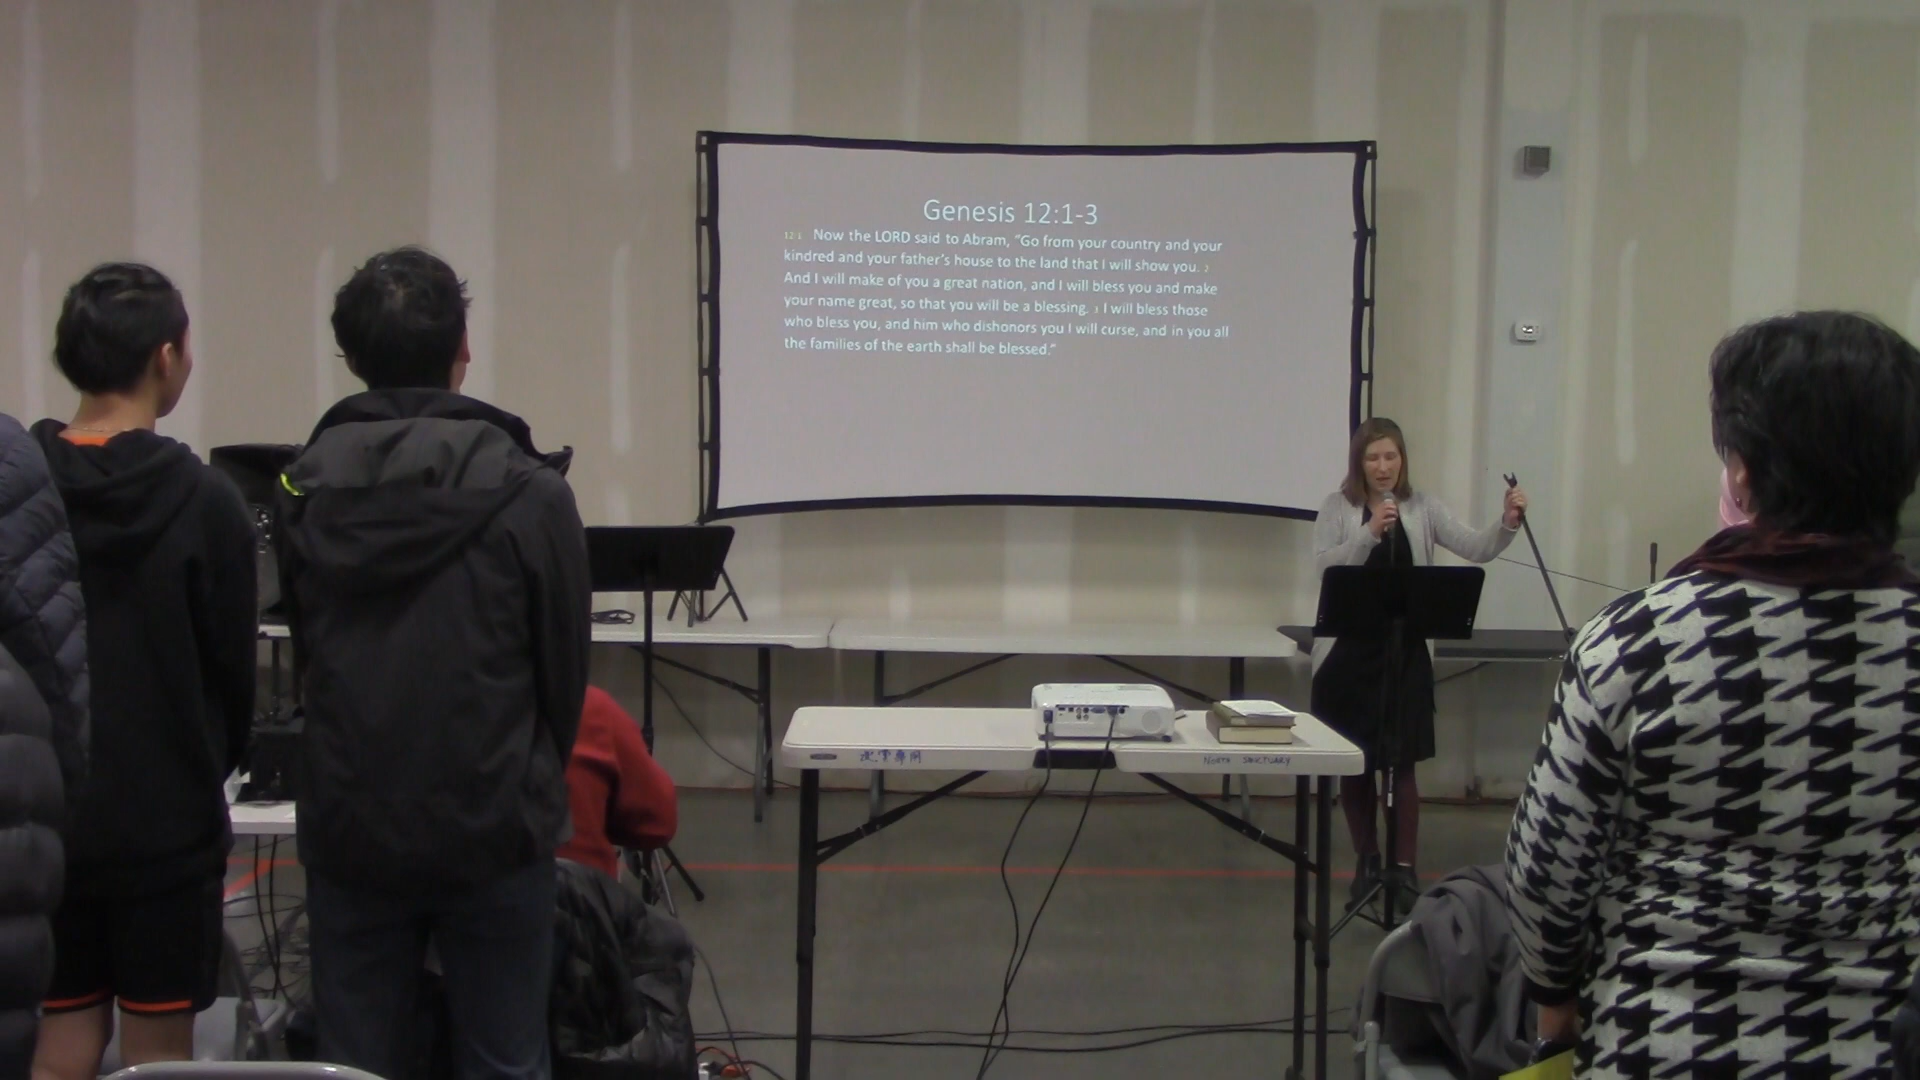 Genesis 12:1-3
12:1 Now the LORD said to Abram, “Go from your country and your
kindred and your father’s house to the land that I will show you. 2
And I will make of you a great nation, and I will bless you and make
your name great, so that you will be a blessing. 3 I will bless those
who bless you, and him who dishonors you I will curse, and in you all
the families of the earth shall be blessed.”
NORTH SANCTUARY